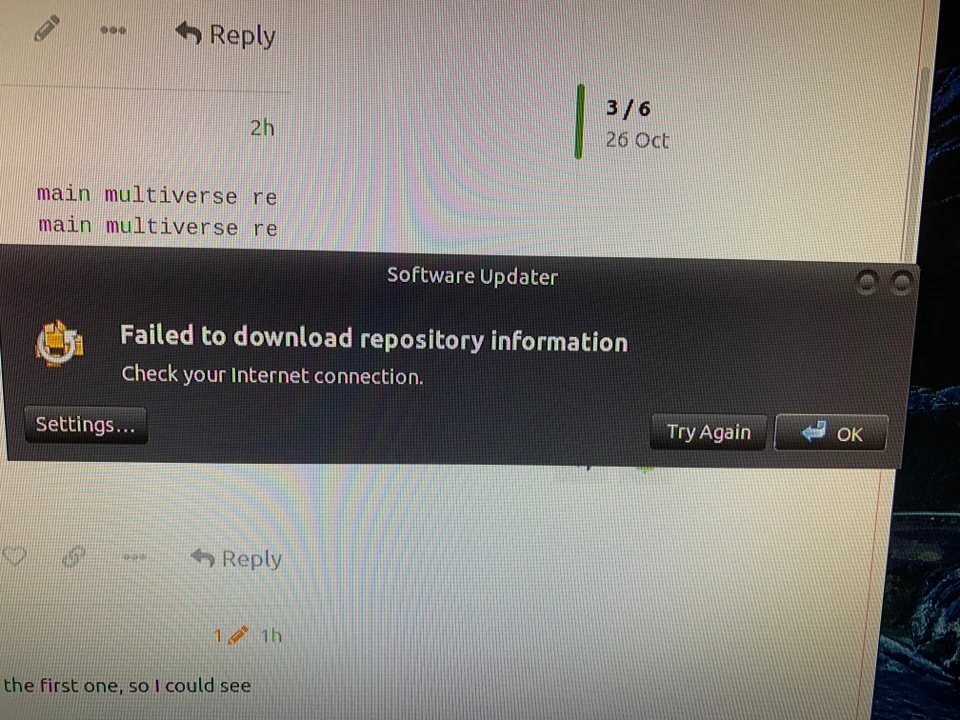 Reply
3 / 6
26 Oct
2h
main multiverse re
main multiverse re
Software Updater
Failed to download repository information
Check your Internet connection.
Settings...
Try Again
OK
Reply
1 1h
the first one, so I could see